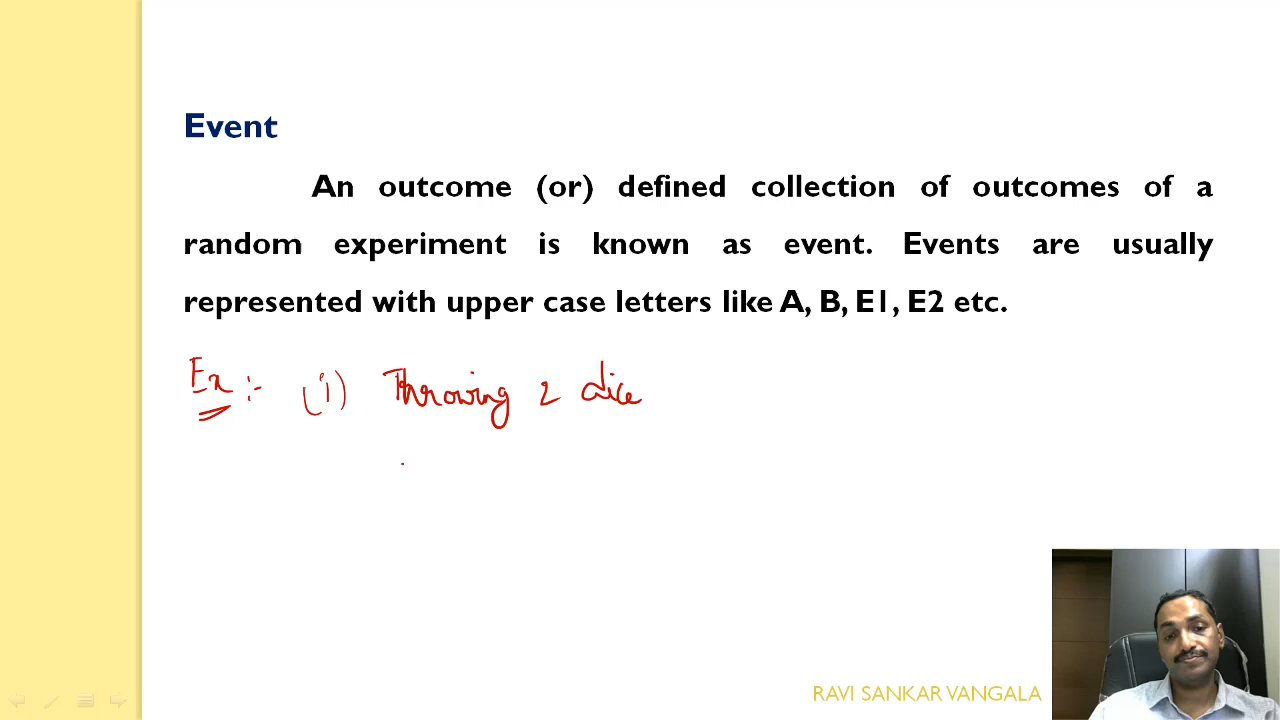 Event
An outcome (or) defined collection of outcomes of a
random experiment is known as event. Events are usually
represented with upper case letters like A, B, E1, E2 etc.
Ex :- (i) Throwing 2 dice
RAVI SANKAR VANGALA